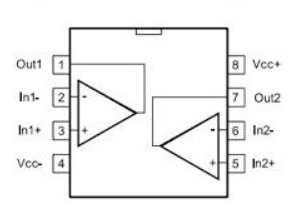 Out1 1 8 Vcc+
In1- 2 - 7 Out2
In1+ 3 + - 6 In2-
Vcc- 4 + 5 In2+